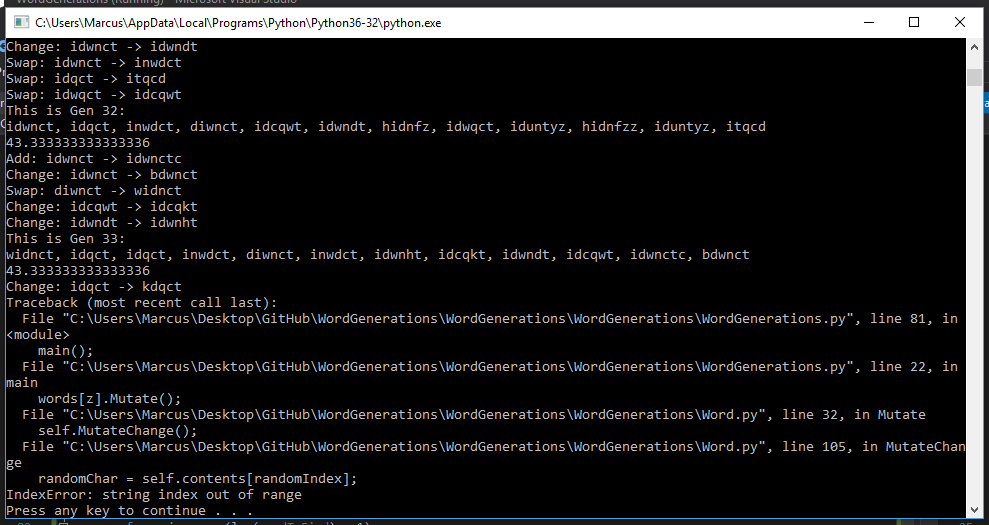 WordGenerations (Running) - Microsoft Visual Studio
C:\Users\Marcus\AppData\Local\Programs\Python\Python36-32\python.exe
Change: idwnct -> idwndt
Swap: idwnct -> inwdct
Swap: idqct -> itqcd
Swap: idwqct -> idcqwt
This is Gen 32:
idwnct, idqct, inwdct, diwnct, idcqwt, idwndt, hidnfz, idwqct, iduntyz, hidnfzz, iduntyz, itqcd
43.333333333333336
Add: idwnct -> idwnctc
Change: idwnct -> bdwnct
Swap: diwnct -> widnct
Change: idcqwt -> idcqkt
Change: idwndt -> idwnht
This is Gen 33:
widnct, idqct, idqct, inwdct, diwnct, inwdct, idwnht, idcqkt, idwndt, idcqwt, idwnctc, bdwnct
43.333333333333336
Change: idqct -> kdqct
Traceback (most recent call last):
  File "C:\Users\Marcus\Desktop\GitHub\WordGenerations\WordGenerations\WordGenerations\WordGenerations.py", line 81, in
<module>
    main();
  File "C:\Users\Marcus\Desktop\GitHub\WordGenerations\WordGenerations\WordGenerations\WordGenerations.py", line 22, in
main
    words[z].Mutate();
  File "C:\Users\Marcus\Desktop\GitHub\WordGenerations\WordGenerations\WordGenerations\Word.py", line 32, in Mutate
    self.MutateChange();
  File "C:\Users\Marcus\Desktop\GitHub\WordGenerations\WordGenerations\WordGenerations\Word.py", line 105, in MutateChan
ge
    randomChar = self.contents[randomIndex];
IndexError: string index out of range
Press any key to continue . . .